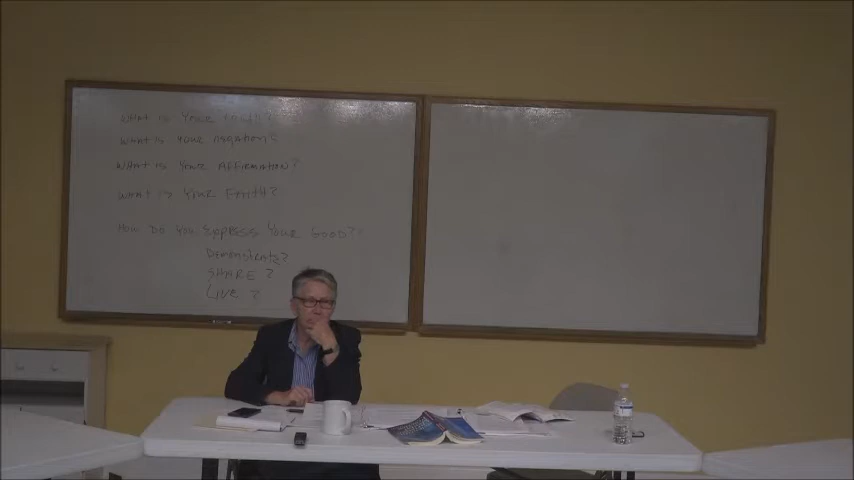 WHAT IS YOUR
WHAT IS YOUR NEGATION?
WHAT IS YOUR AFFIRMATION?
WHAT IS YOUR FAITH?
HOW DO YOU EXPRESS YOUR GOOD?
Demonstrate?
SHARE ?
LIVE ?